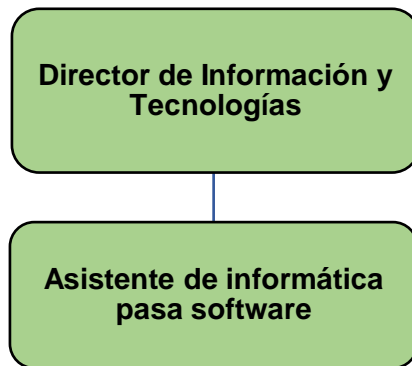 Director de Información y
Tecnologías
Asistente de informática
pasa software